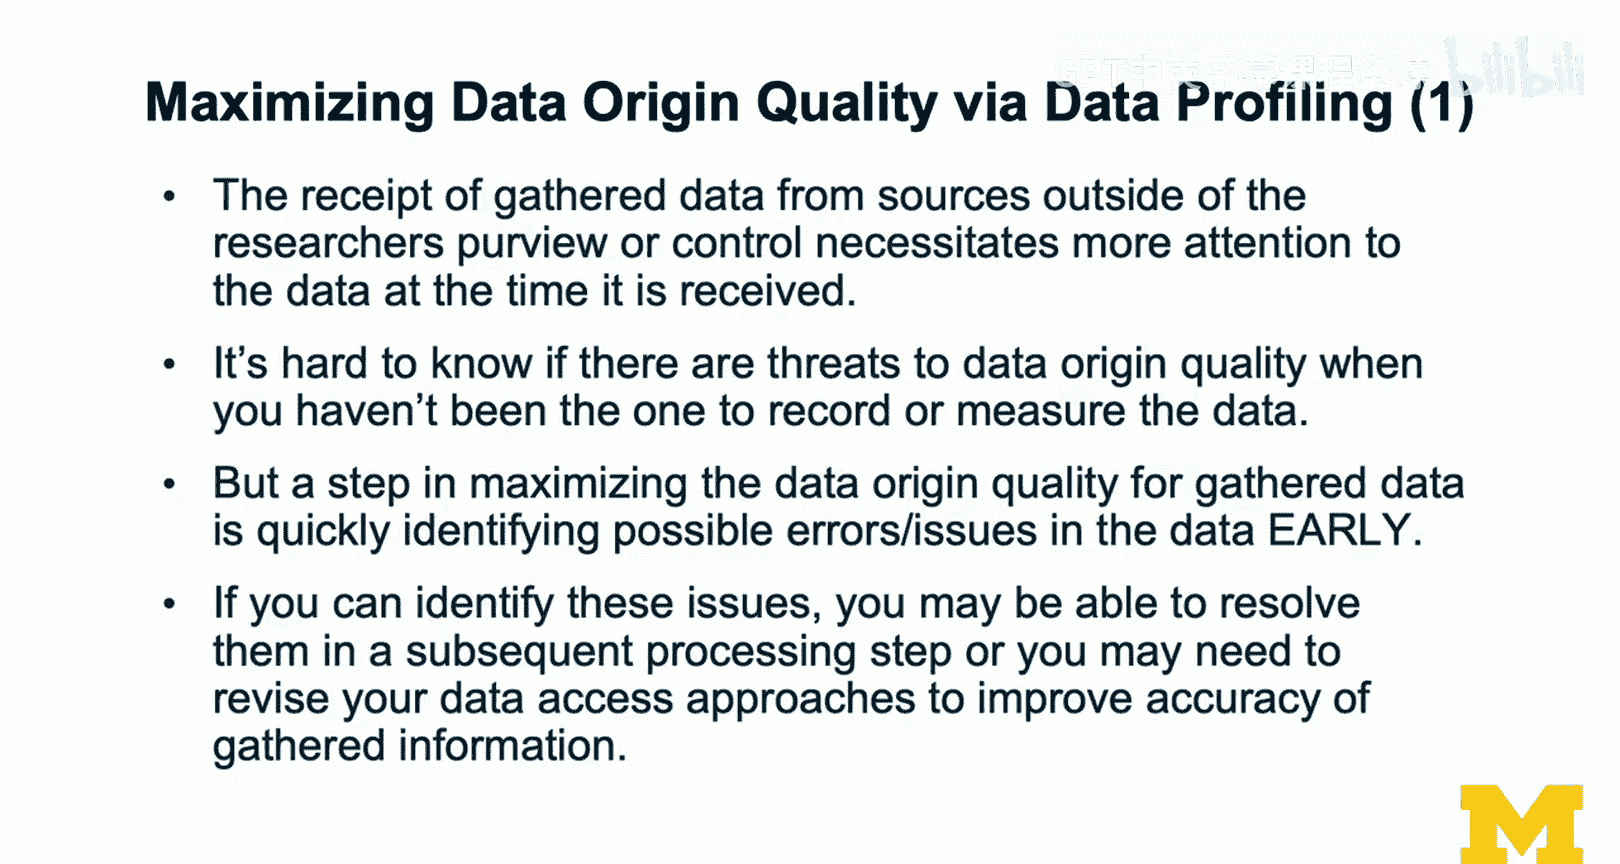 Maximizing Data Origin Quality via Data Profiling (1)
• The receipt of gathered data from sources outside of the
researchers purview or control necessitates more attention to
the data at the time it is received.
• It’s hard to know if there are threats to data origin quality when
you haven’t been the one to record or measure the data.
• But a step in maximizing the data origin quality for gathered data
is quickly identifying possible errors/issues in the data EARLY.
• If you can identify these issues, you may be able to resolve
them in a subsequent processing step or you may need to
revise your data access approaches to improve accuracy of
gathered information.
bilibili
M